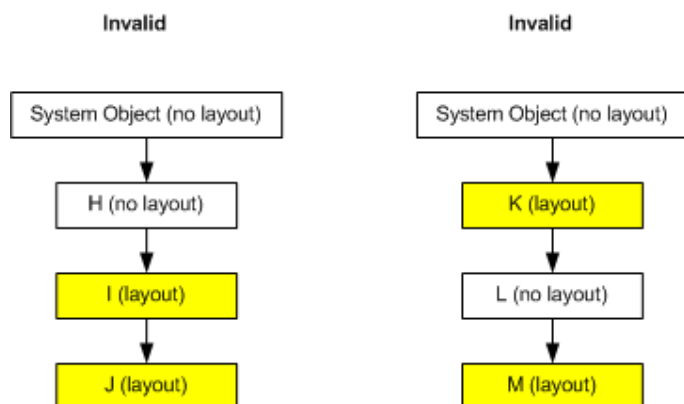 Invalid
System Object (no layout)
H (no layout)
I (layout)
J (layout)
Invalid
System Object (no layout)
K (layout)
L (no layout)
M (layout)